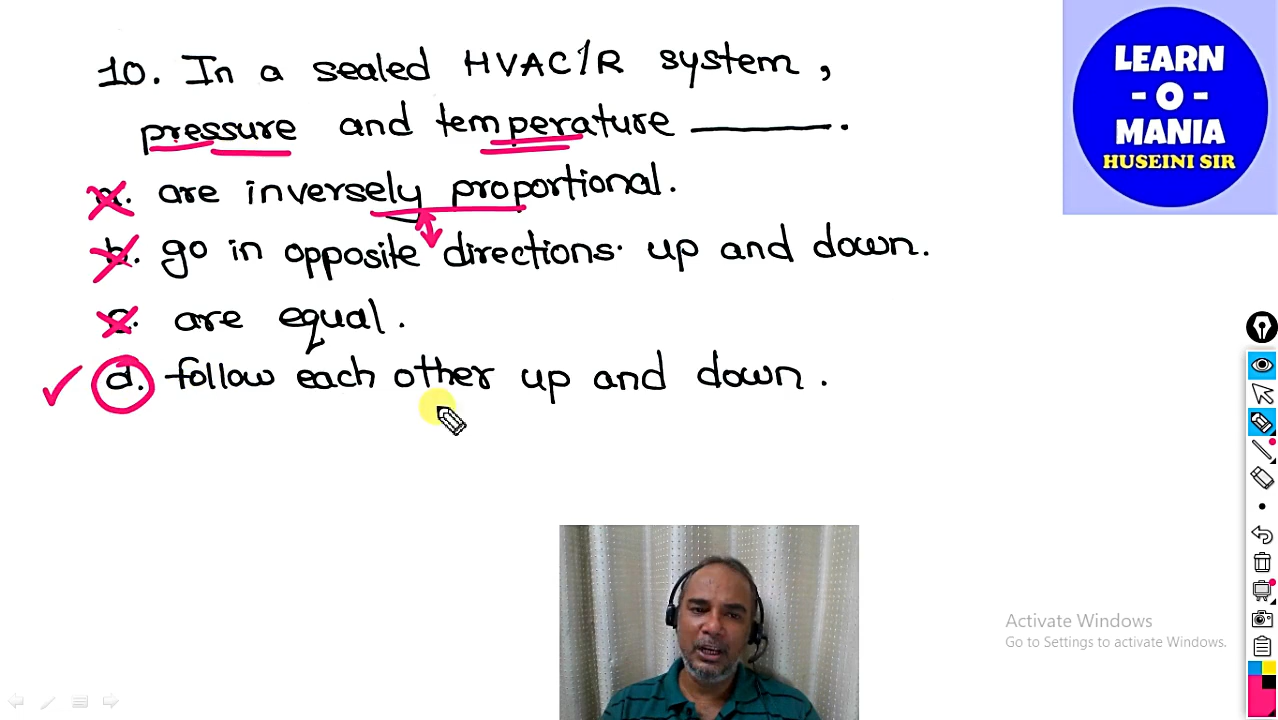 10. In a sealed HVAC/R system,
pressure and temperature ______.
a. are inversely proportional.
b. go in opposite directions. up and down.
c. are equal.
d. follow each other up and down.
LEARN
-O-
MANIA
HUSEINI SIR
Activate Windows
Go to Settings to activate Windows.